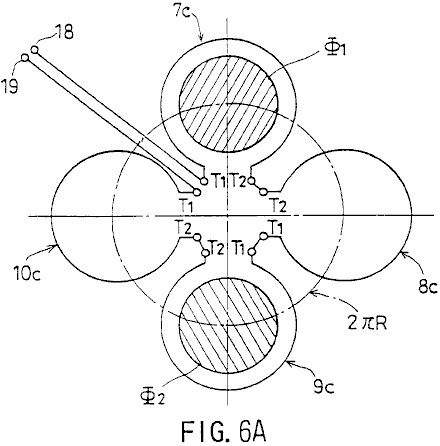 7c
18
Φ1
19
T1 T2
T1 T2
T2 T1
T2 T1
10c
8c
2πR
Φ2
9c
FIG. 6A